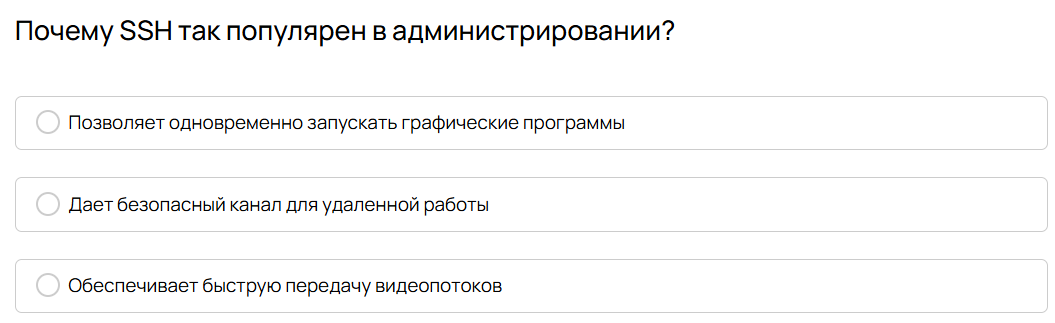 Почему SSH так популярен в администрировании?
Позволяет одновременно запускать графические программы
Дает безопасный канал для удаленной работы
Обеспечивает быструю передачу видеопотоков